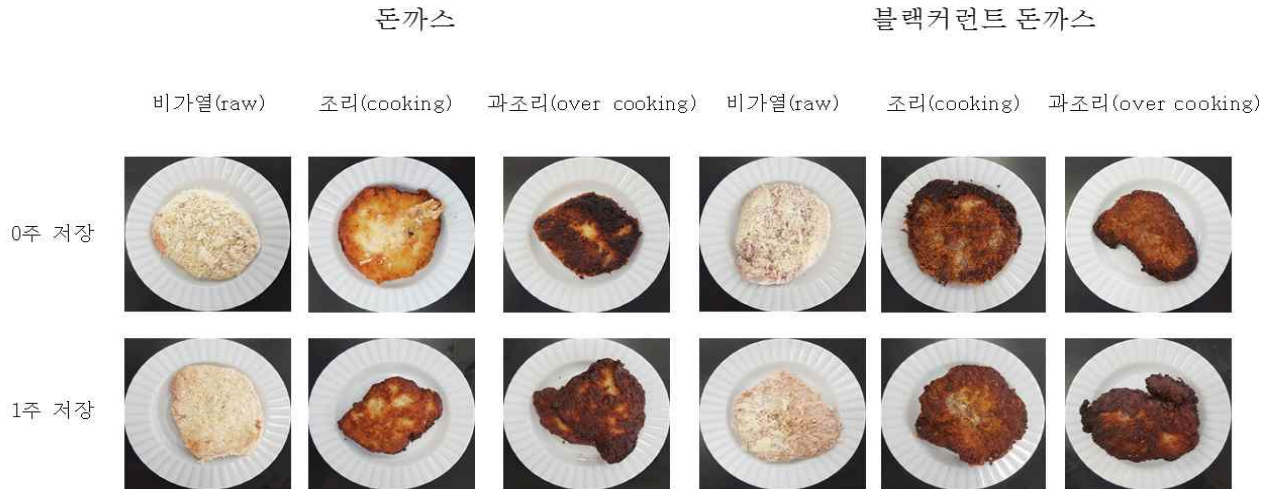 돈까스 블랙커런트 돈까스
비가열(raw) 조리(cooking) 과조리(over cooking) 비가열(raw) 조리(cooking) 과조리(over cooking)
0주 저장
1주 저장